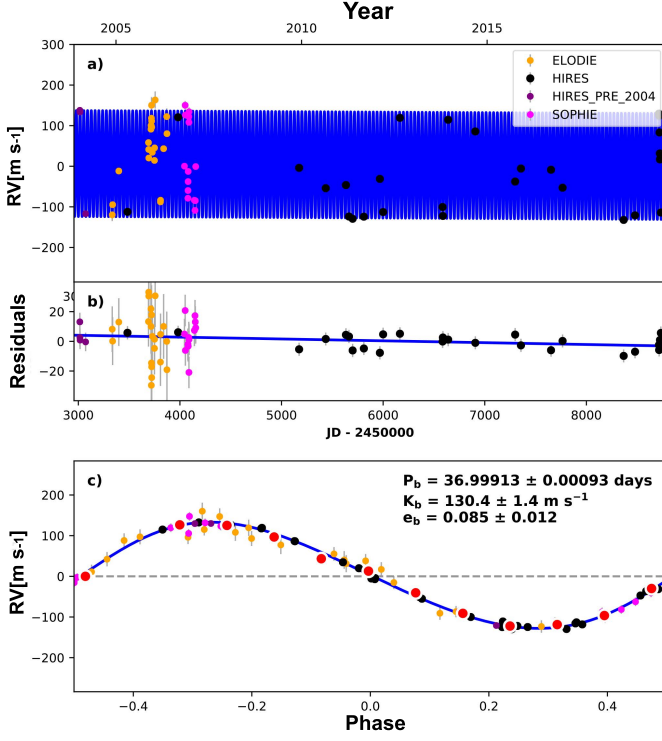 Year
2005 2010 2015
300
200
100
0
−100
−200
RV[m s-1]
a)
ELODIE
HIRES
HIRES_PRE_2004
SOPHIE
30
20
0
−20
Residuals
b)
3000 4000 5000 6000 7000 8000
JD - 2450000
c)
P_b = 36.99913 ± 0.00093 days
K_b = 130.4 ± 1.4 m s⁻¹
e_b = 0.085 ± 0.012
200
100
0
−100
−200
RV[m s-1]
−0.4 −0.2 0.0 0.2 0.4
Phase